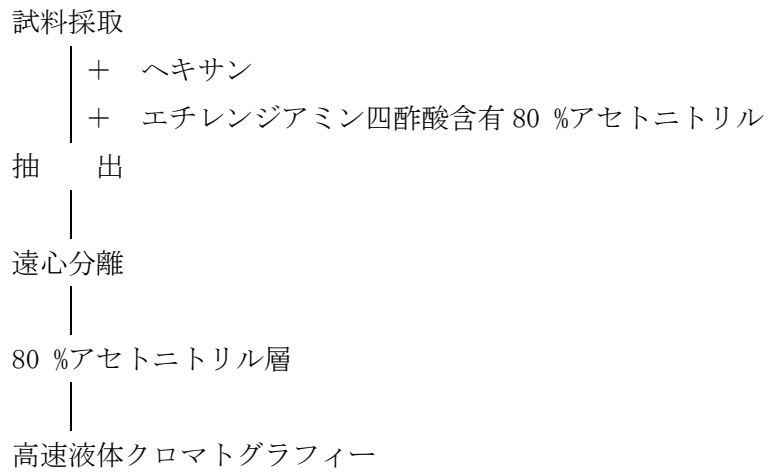 試料採取
＋　ヘキサン
＋　エチレンジアミン四酢酸含有 80 %アセトニトリル
抽　　出
遠心分離
80 %アセトニトリル層
高速液体クロマトグラフィー